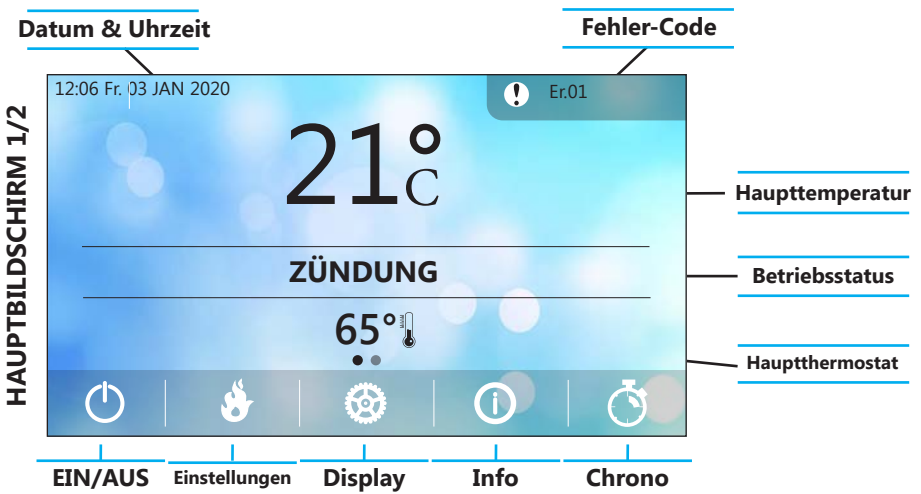 Datum & Uhrzeit
Fehler-Code
HAUPTBILDSCHIRM 1/2
12:06 Fr. 03 JAN 2020
Er.01
21°C
Haupttemperatur
ZÜNDUNG
Betriebsstatus
65°
Hauptthermostat
EIN/AUS
Einstellungen
Display
Info
Chrono